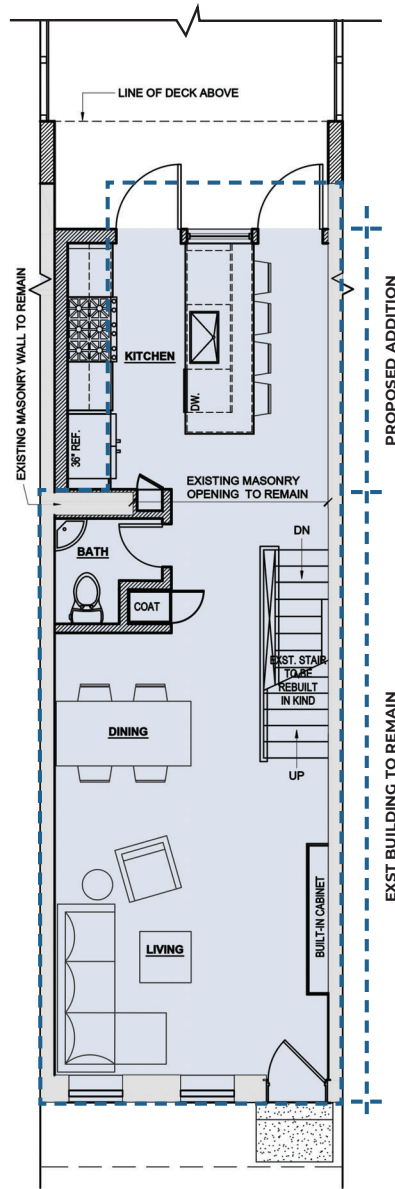 LINE OF DECK ABOVE
EXISTING MASONRY WALL TO REMAIN
KITCHEN
DW.
36" REF.
PROPOSED ADDITION
EXISTING MASONRY
OPENING TO REMAIN
BATH
COAT
DN
EXST. STAIR
TO BE
REBUILT
IN KIND
UP
DINING
EXST BUILDING TO REMAIN
LIVING
BUILT-IN CABINET